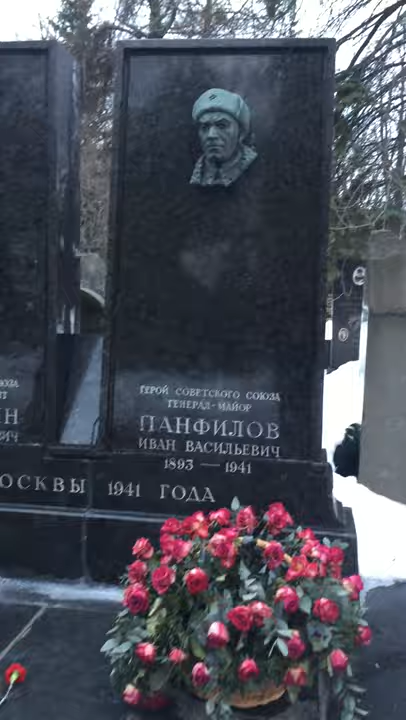 ГЕРОЙ СОВЕТСКОГО СОЮЗА
ГЕНЕРАЛ-МАЙОР
ПАНФИЛОВ
ИВАН ВАСИЛЬЕВИЧ
1893 — 1941
ОСКВЫ 1941 ГОДА